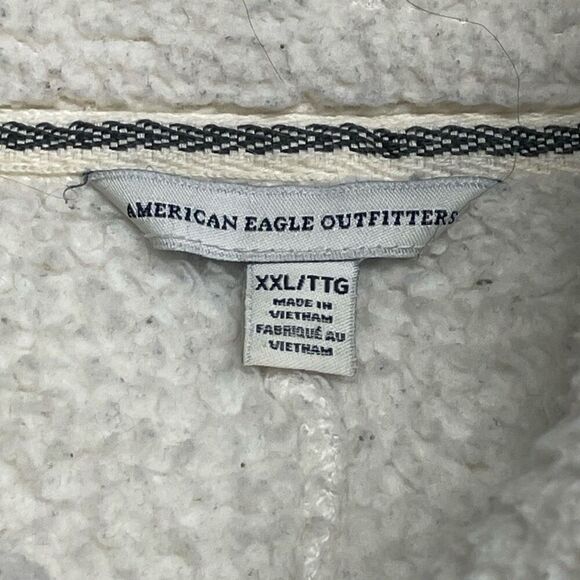 AMERICAN EAGLE OUTFITTERS
XXL/TTG
MADE IN
VIETNAM
FABRIQUÉ AU
VIETNAM